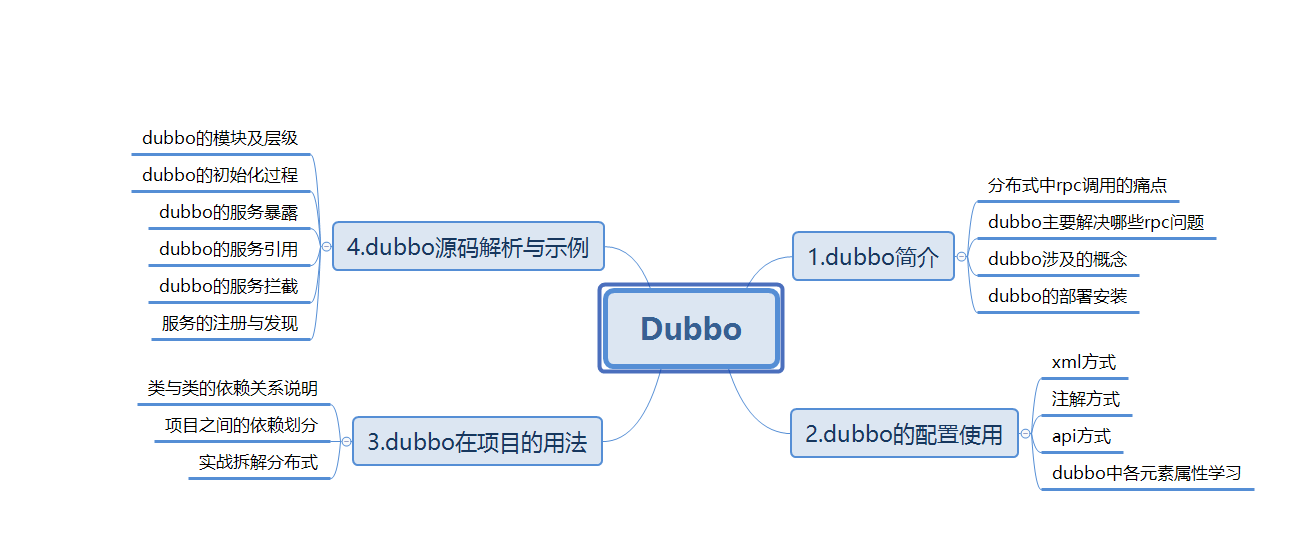 Dubbo
1.dubbo简介
分布式中rpc调用的痛点
dubbo主要解决哪些rpc问题
dubbo涉及的概念
dubbo的部署安装
2.dubbo的配置使用
xml方式
注解方式
api方式
dubbo中各元素属性学习
3.dubbo在项目的用法
类与类的依赖关系说明
项目之间的依赖划分
实战拆解分布式
4.dubbo源码解析与示例
dubbo的模块及层级
dubbo的初始化过程
dubbo的服务暴露
dubbo的服务引用
dubbo的服务拦截
服务的注册与发现